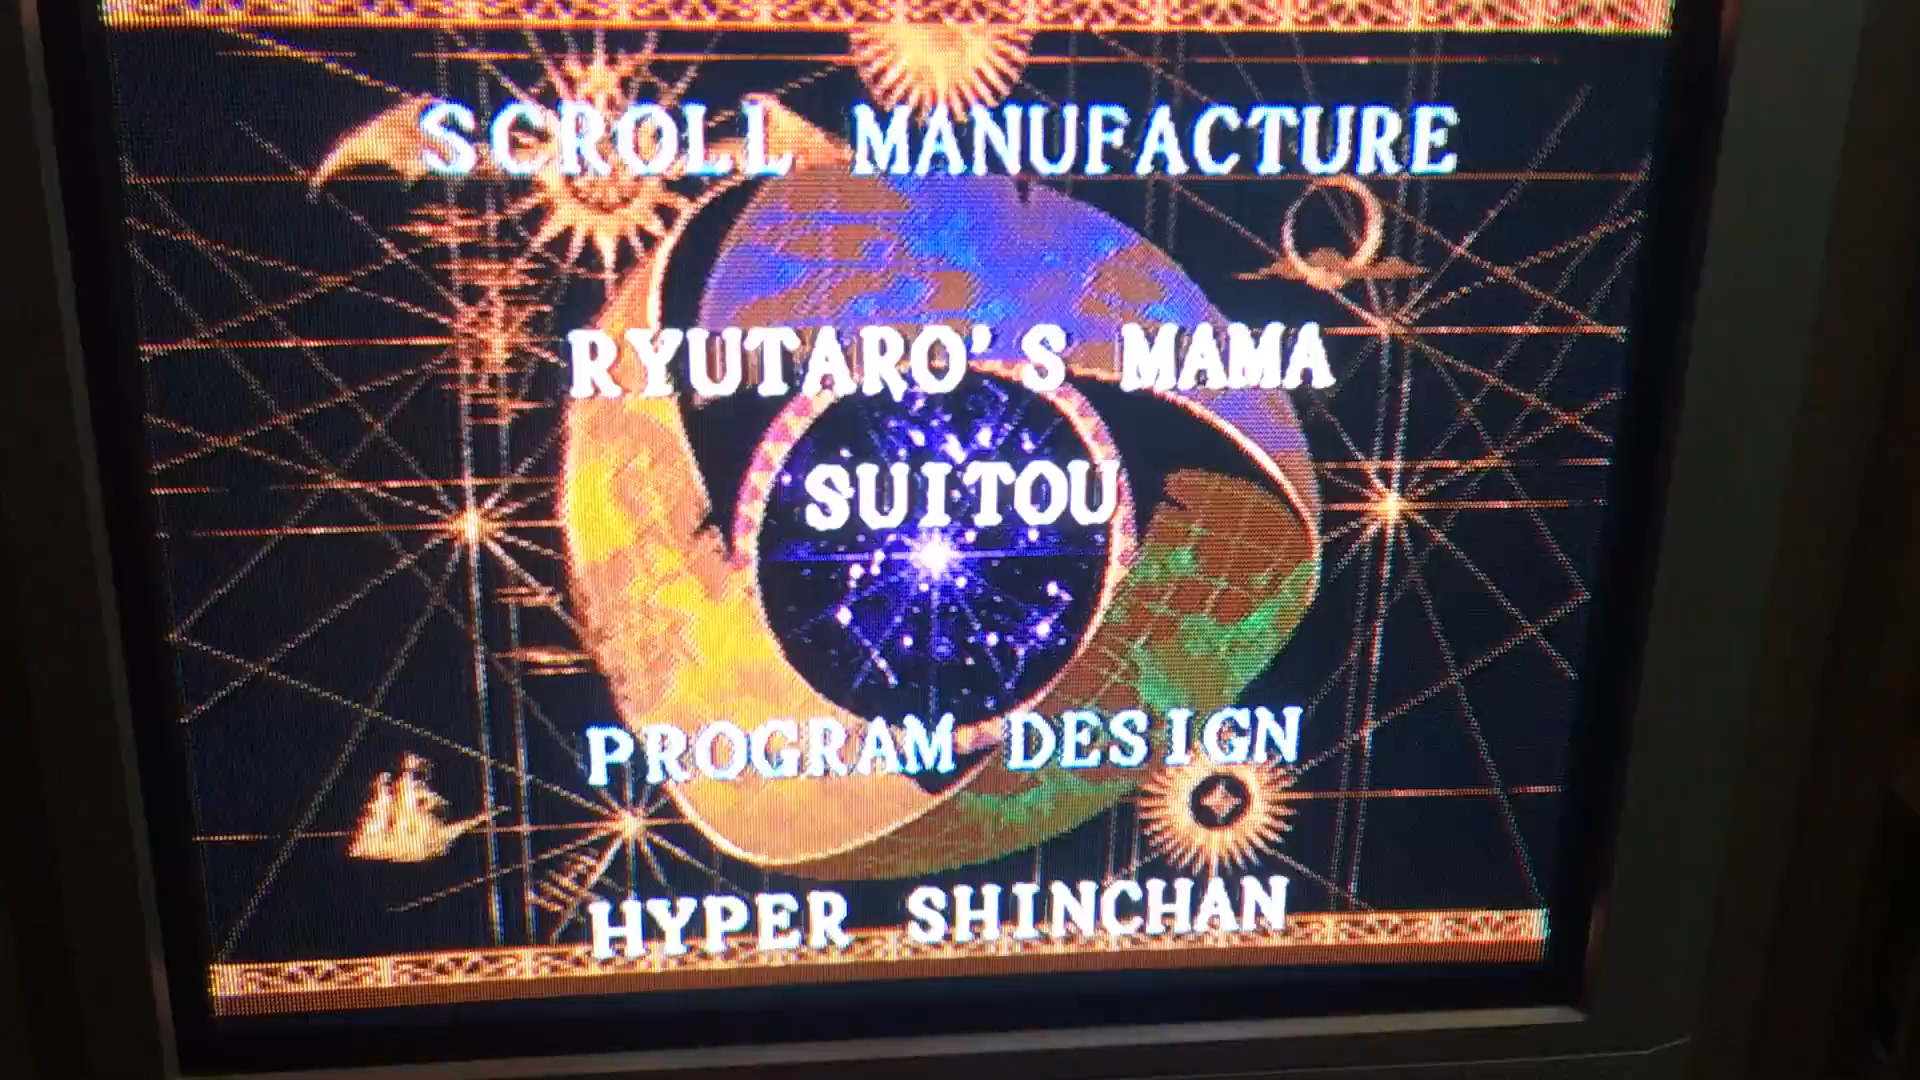 SCROLL MANUFACTURE
RYUTARO'S MAMA
SUITOU
PROGRAM DESIGN
HYPER SHINCHAN